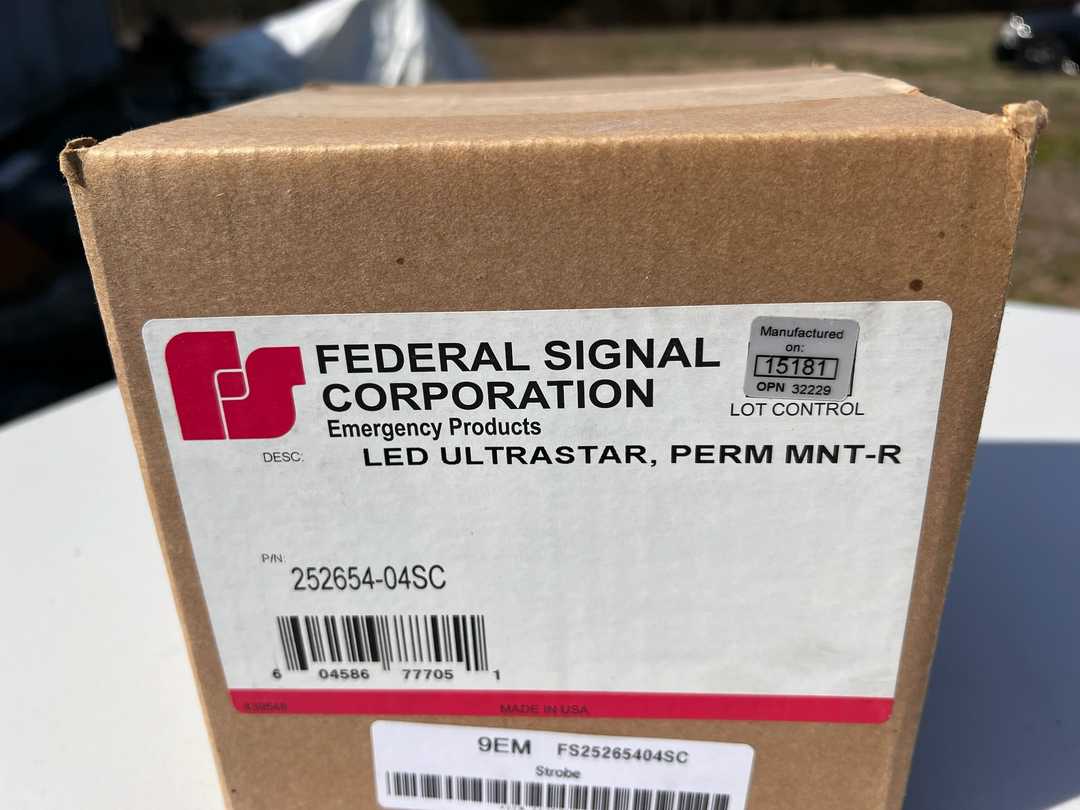 FEDERAL SIGNAL
CORPORATION
Emergency Products
Manufactured
on:
15181
OPN 32229
LOT CONTROL
DESC: LED ULTRASTAR, PERM MNT-R
P/N:
252654-04SC
6 04586 77705 1
439548 MADE IN USA
9EM FS25265404SC
Strobe